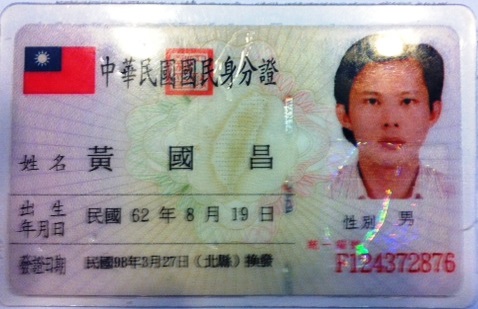 中華民國國民身分證
姓名 黃國昌
出生年月日 民國 62 年 8 月 19 日
性別 男
發證日期 民國98年3月27日 (北縣) 換發
F124372876